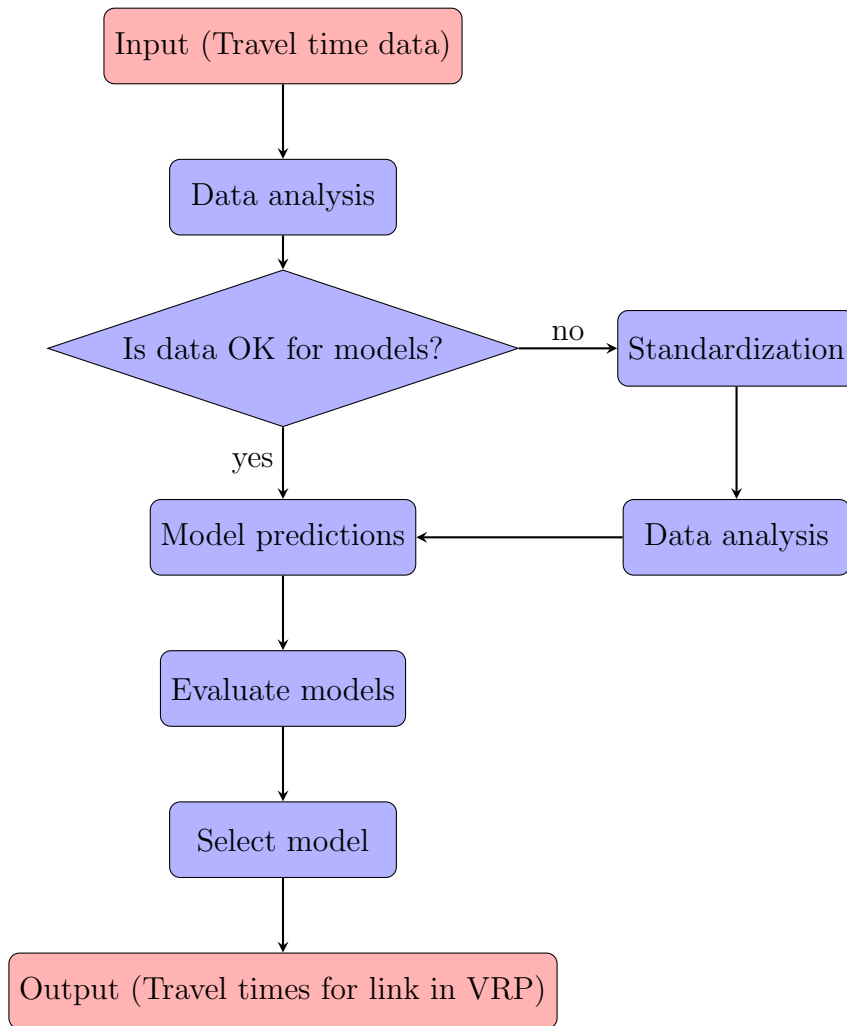 Input (Travel time data)
Data analysis
Is data OK for models?
no
Standardization
yes
Model predictions
Data analysis
Evaluate models
Select model
Output (Travel times for link in VRP)